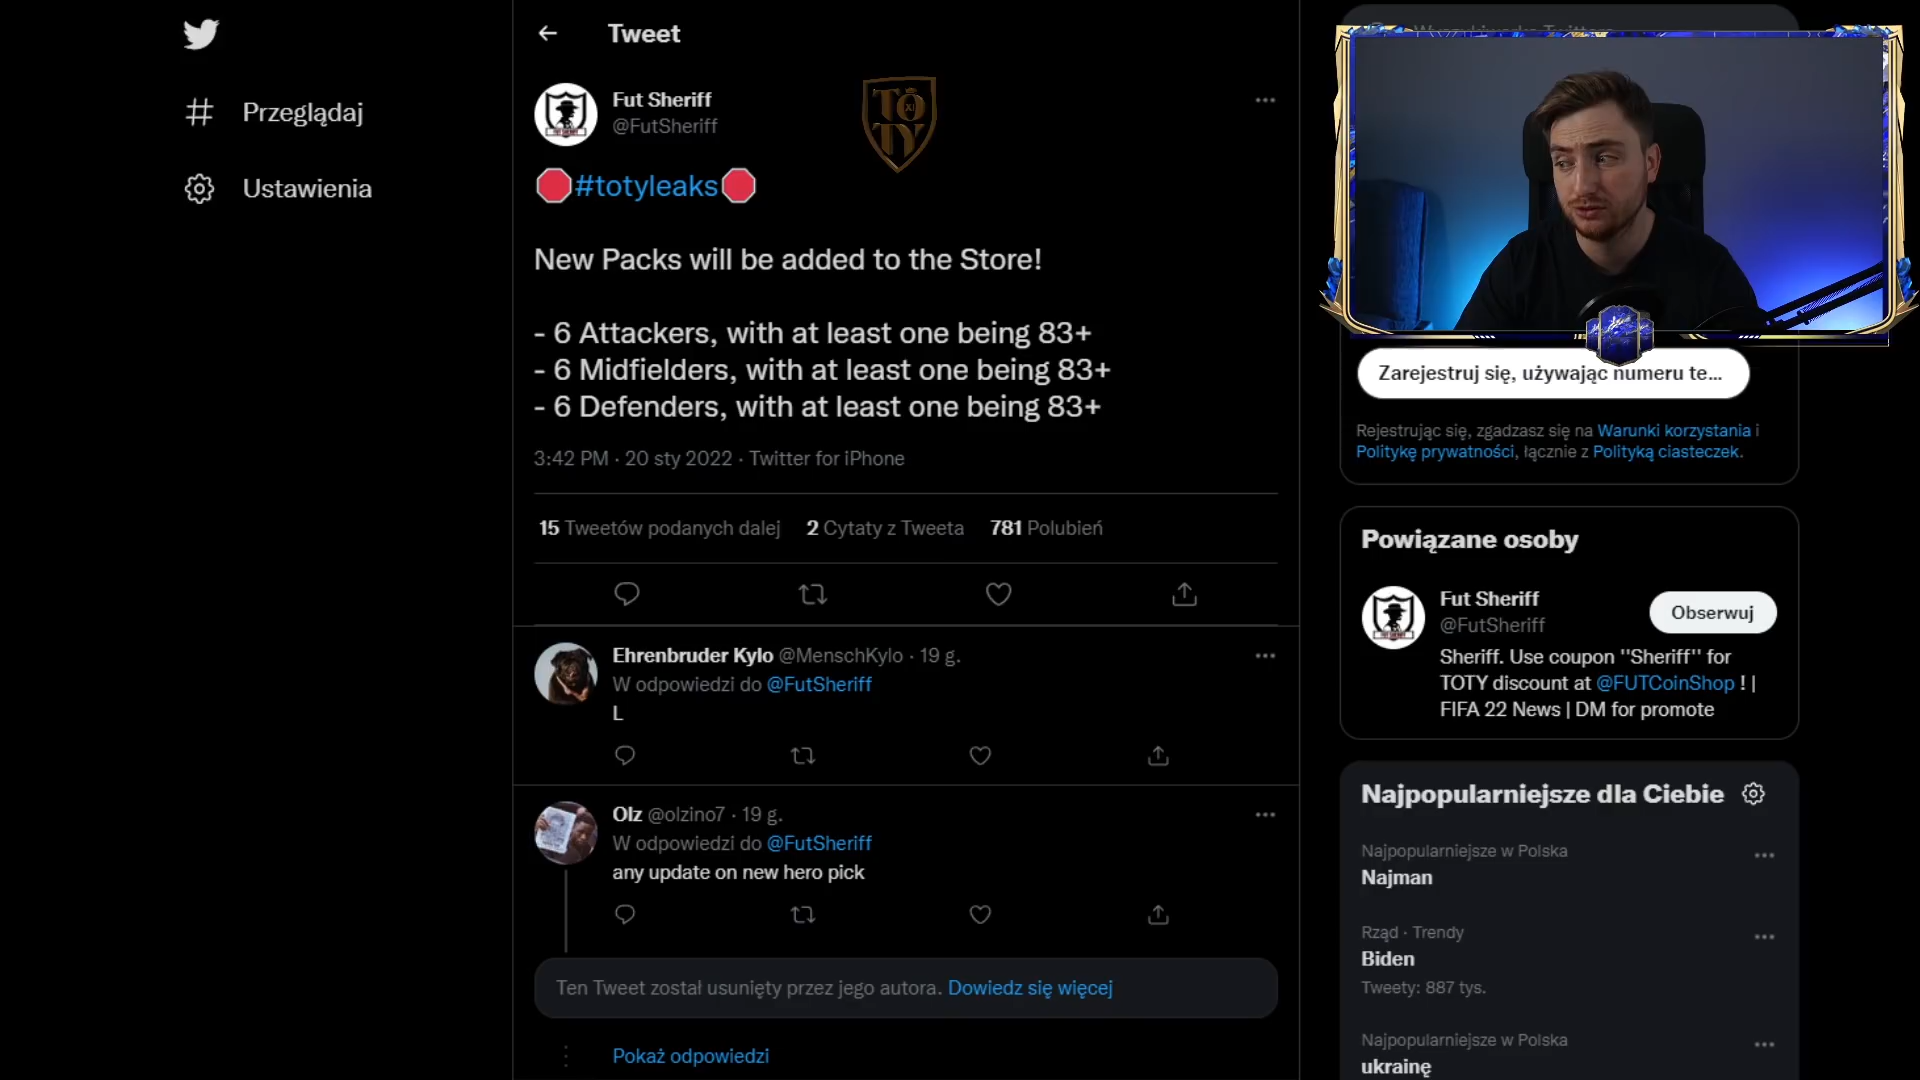 Tweet
Fut Sheriff
@FutSheriff
TOTY
XI
#totyleaks
New Packs will be added to the Store!
- 6 Attackers, with at least one being 83+
- 6 Midfielders, with at least one being 83+
- 6 Defenders, with at least one being 83+
3:42 PM · 20 sty 2022 · Twitter for iPhone
15 Tweetów podanych dalej 2 Cytaty z Tweeta 781 Polubień
Ehrenbruder Kylo @MenschKylo · 19 g.
W odpowiedzi do @FutSheriff
L
Olz @olzino7 · 19 g.
W odpowiedzi do @FutSheriff
any update on new hero pick
Ten Tweet został usunięty przez jego autora. Dowiedz się więcej
Pokaż odpowiedzi
Przeglądaj
Ustawienia
Zarejestruj się, używając numeru te...
Rejestrując się, zgadzasz się na Warunki korzystania i
Politykę prywatności, łącznie z Polityką ciasteczek.
Powiązane osoby
Fut Sheriff
@FutSheriff
Obserwuj
Sheriff. Use coupon "Sheriff" for
TOTY discount at @FUTCoinShop ! |
FIFA 22 News | DM for promote
Najpopularniejsze dla Ciebie
Najpopularniejsze w Polska
Najman
Rząd · Trendy
Biden
Tweety: 887 tys.
Najpopularniejsze w Polska
ukrainę